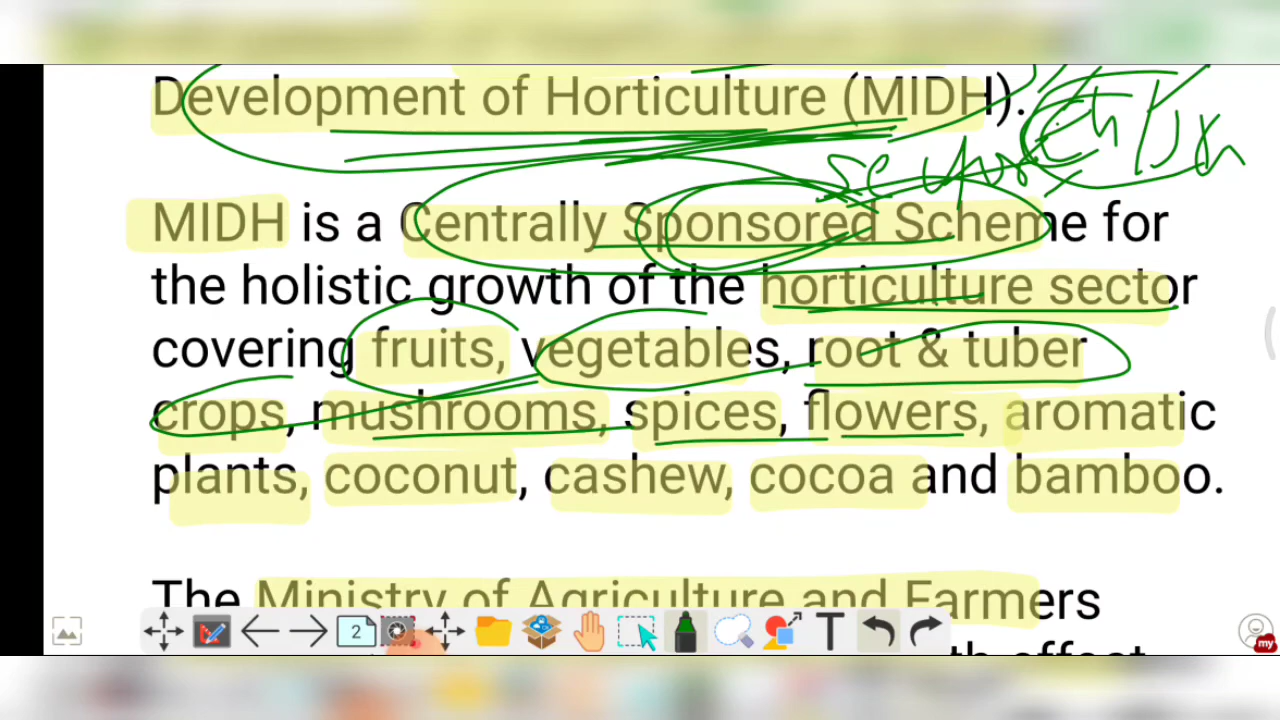 Development of Horticulture (MIDH).
MIDH is a Centrally Sponsored Scheme for
the holistic growth of the horticulture sector
covering fruits, vegetables, root & tuber
crops, mushrooms, spices, flowers, aromatic
plants, coconut, cashew, cocoa and bamboo.
The Ministry of Agriculture and Farmers
2
T
my